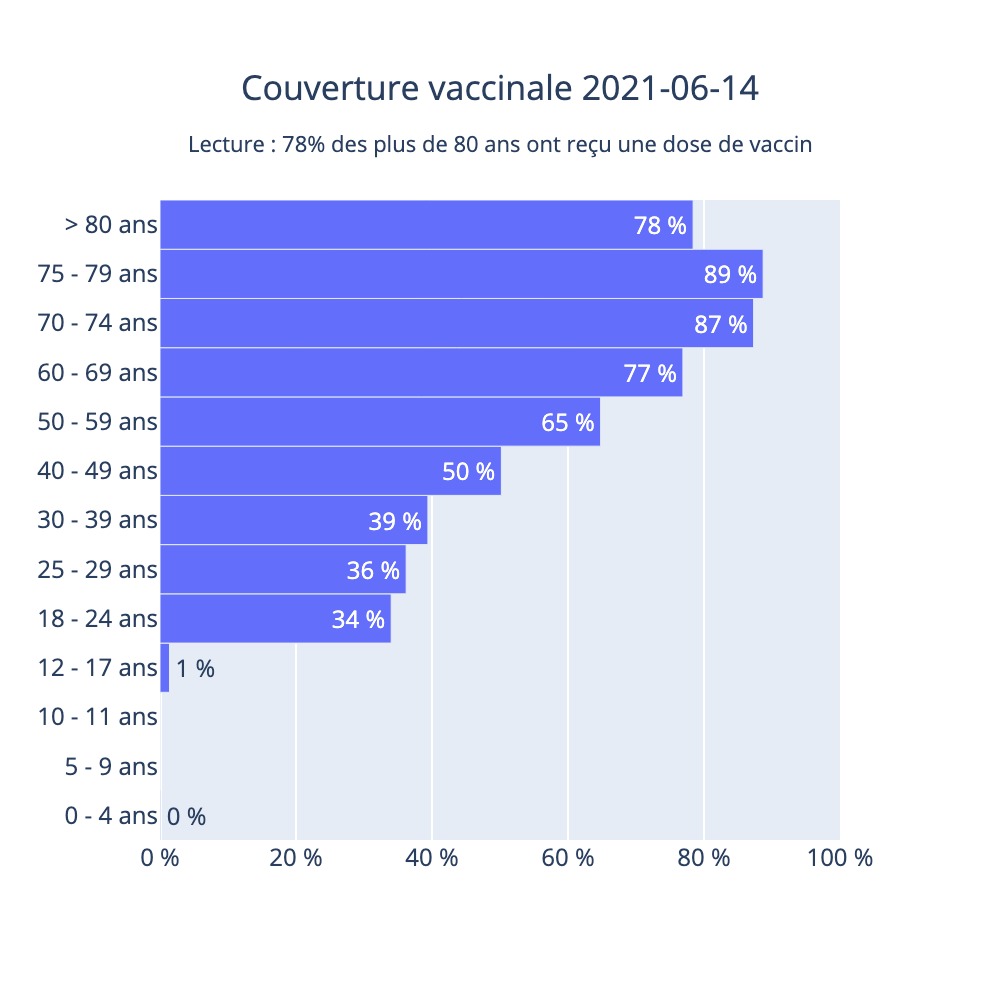 Couverture vaccinale 2021-06-14
Lecture : 78% des plus de 80 ans ont reçu une dose de vaccin
> 80 ans 78 %
75 - 79 ans 89 %
70 - 74 ans 87 %
60 - 69 ans 77 %
50 - 59 ans 65 %
40 - 49 ans 50 %
30 - 39 ans 39 %
25 - 29 ans 36 %
18 - 24 ans 34 %
12 - 17 ans 1 %
10 - 11 ans
5 - 9 ans
0 - 4 ans 0 %
0 % 20 % 40 % 60 % 80 % 100 %